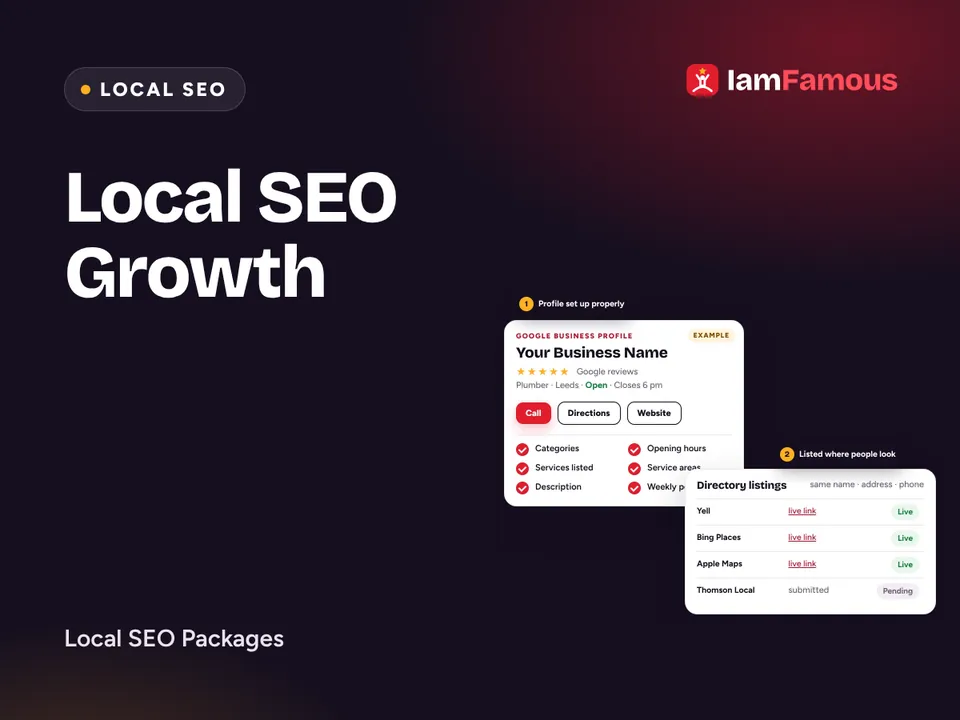 LOCAL SEO
IamFamous
Local SEO
Growth
1 Profile set up properly
GOOGLE BUSINESS PROFILE
EXAMPLE
Your Business Name
★★★★★ Google reviews
Plumber · Leeds · Open · Closes 6 pm
Call Directions Website
Categories Opening hours
Services listed Service areas
Description Weekly
2 Listed where people look
Directory listings same name · address · phone
Yell live link Live
Bing Places live link Live
Apple Maps live link Live
Thomson Local submitted Pending
Local SEO Packages